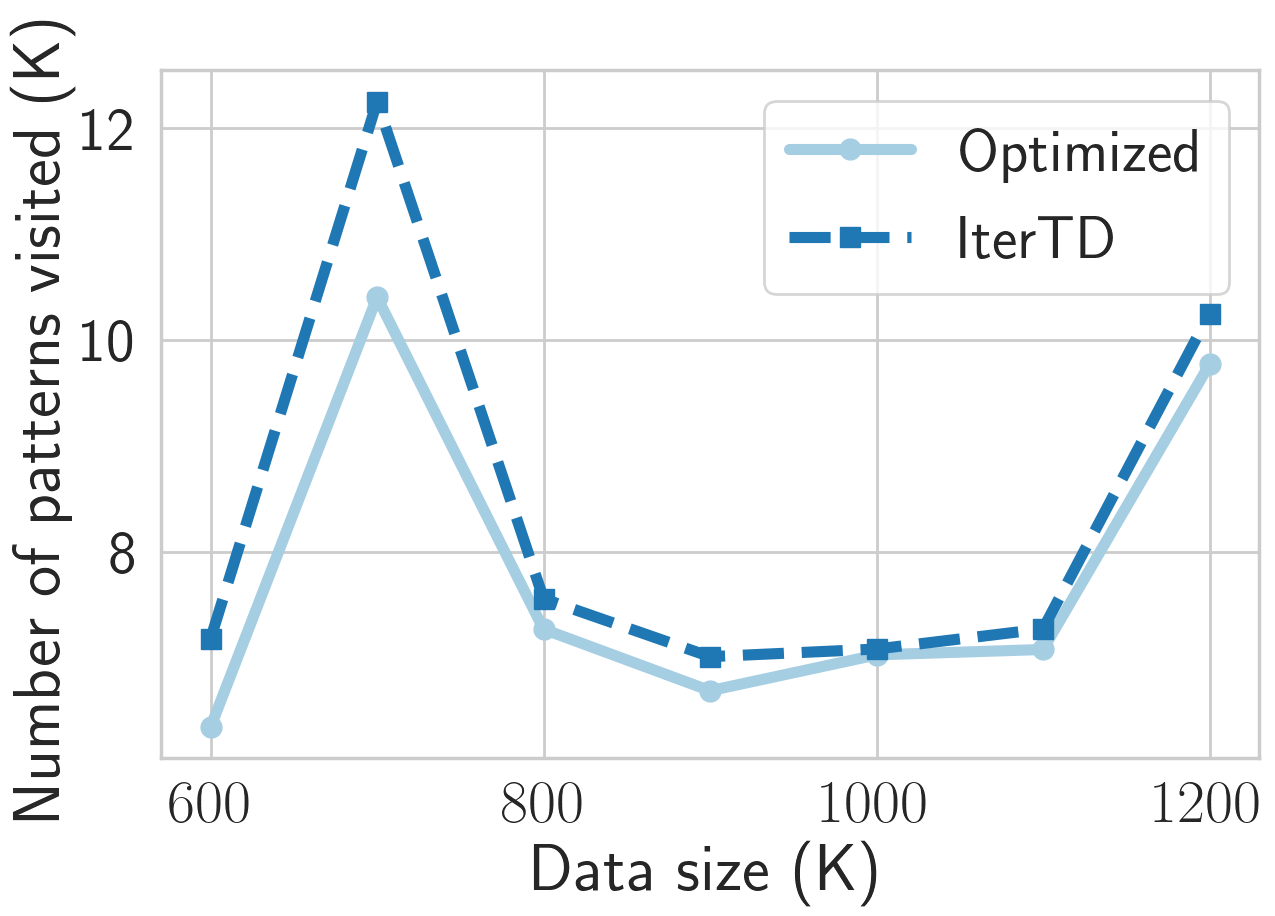 Number of patterns visited (K)
12
10
8
Optimized
IterTD
600 800 1000 1200
Data size (K)